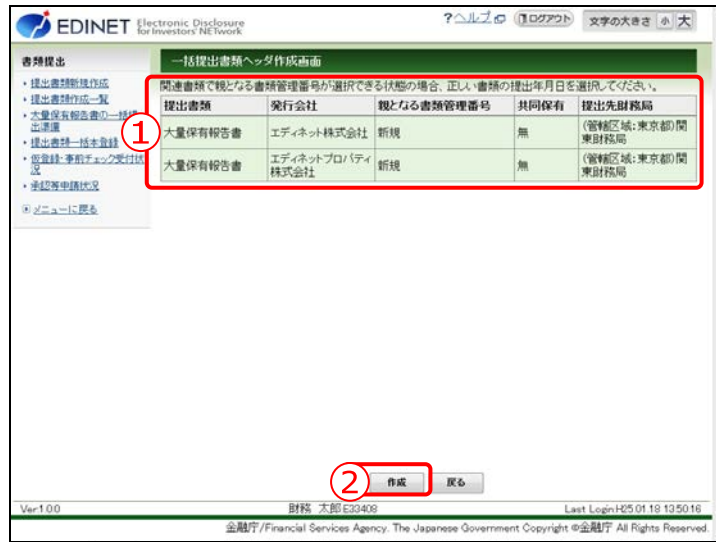 EDINET Electronic Disclosure for Investors' NETwork
?ヘルプ ログアウト 文字の大きさ 小 大
書類提出
・提出書類新規作成
・提出書類作成一覧
・大量保有報告書の一括提
出準備
・提出書類一括本登録
・仮登録・事前チェック受付状
況
・承認等申請状況
メニューに戻る
一括提出書類ヘッダ作成画面
関連書類で親となる書類管理番号が選択できる状態の場合、正しい書類の提出年月日を選択してください。
提出書類 発行会社 親となる書類管理番号 共同保有 提出先財務局
大量保有報告書 エディネット株式会社 新規 無 (管轄区域:東京都)関
東財務局
大量保有報告書 エディネットプロパティ
株式会社 新規 無 (管轄区域:東京都)関
東財務局
①
② 作成 戻る
Ver1.00 財務 太郎 E33408 Last Login:H25.01.18 13:50:16
金融庁/Financial Services Agency. The Japanese Government Copyright ©金融庁 All Rights Reserved.